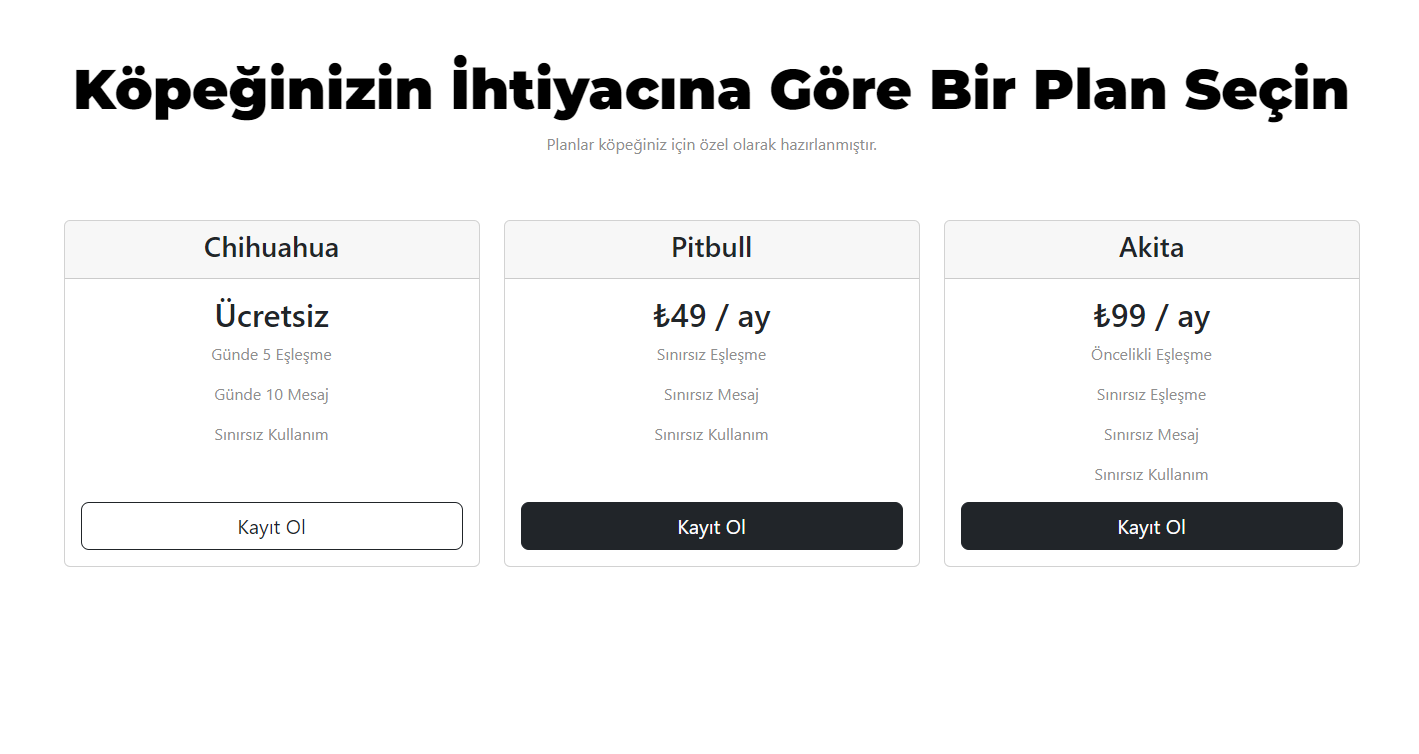 Köpeğinizin İhtiyacına Göre Bir Plan Seçin
Planlar köpeğiniz için özel olarak hazırlanmıştır.
Chihuahua
Ücretsiz
Günde 5 Eşleşme
Günde 10 Mesaj
Sınırsız Kullanım
Kayıt Ol
Pitbull
₺49 / ay
Sınırsız Eşleşme
Sınırsız Mesaj
Sınırsız Kullanım
Kayıt Ol
Akita
₺99 / ay
Öncelikli Eşleşme
Sınırsız Eşleşme
Sınırsız Mesaj
Sınırsız Kullanım
Kayıt Ol